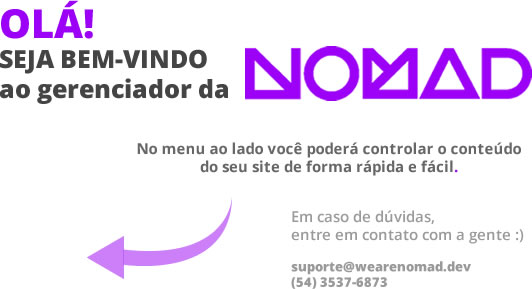 OLÁ!
SEJA BEM-VINDO
ao gerenciador da
NOMAD
No menu ao lado você poderá controlar o conteúdo
do seu site de forma rápida e fácil.
Em caso de dúvidas,
entre em contato com a gente :)
suporte@wearenomad.dev
(54) 3537-6873